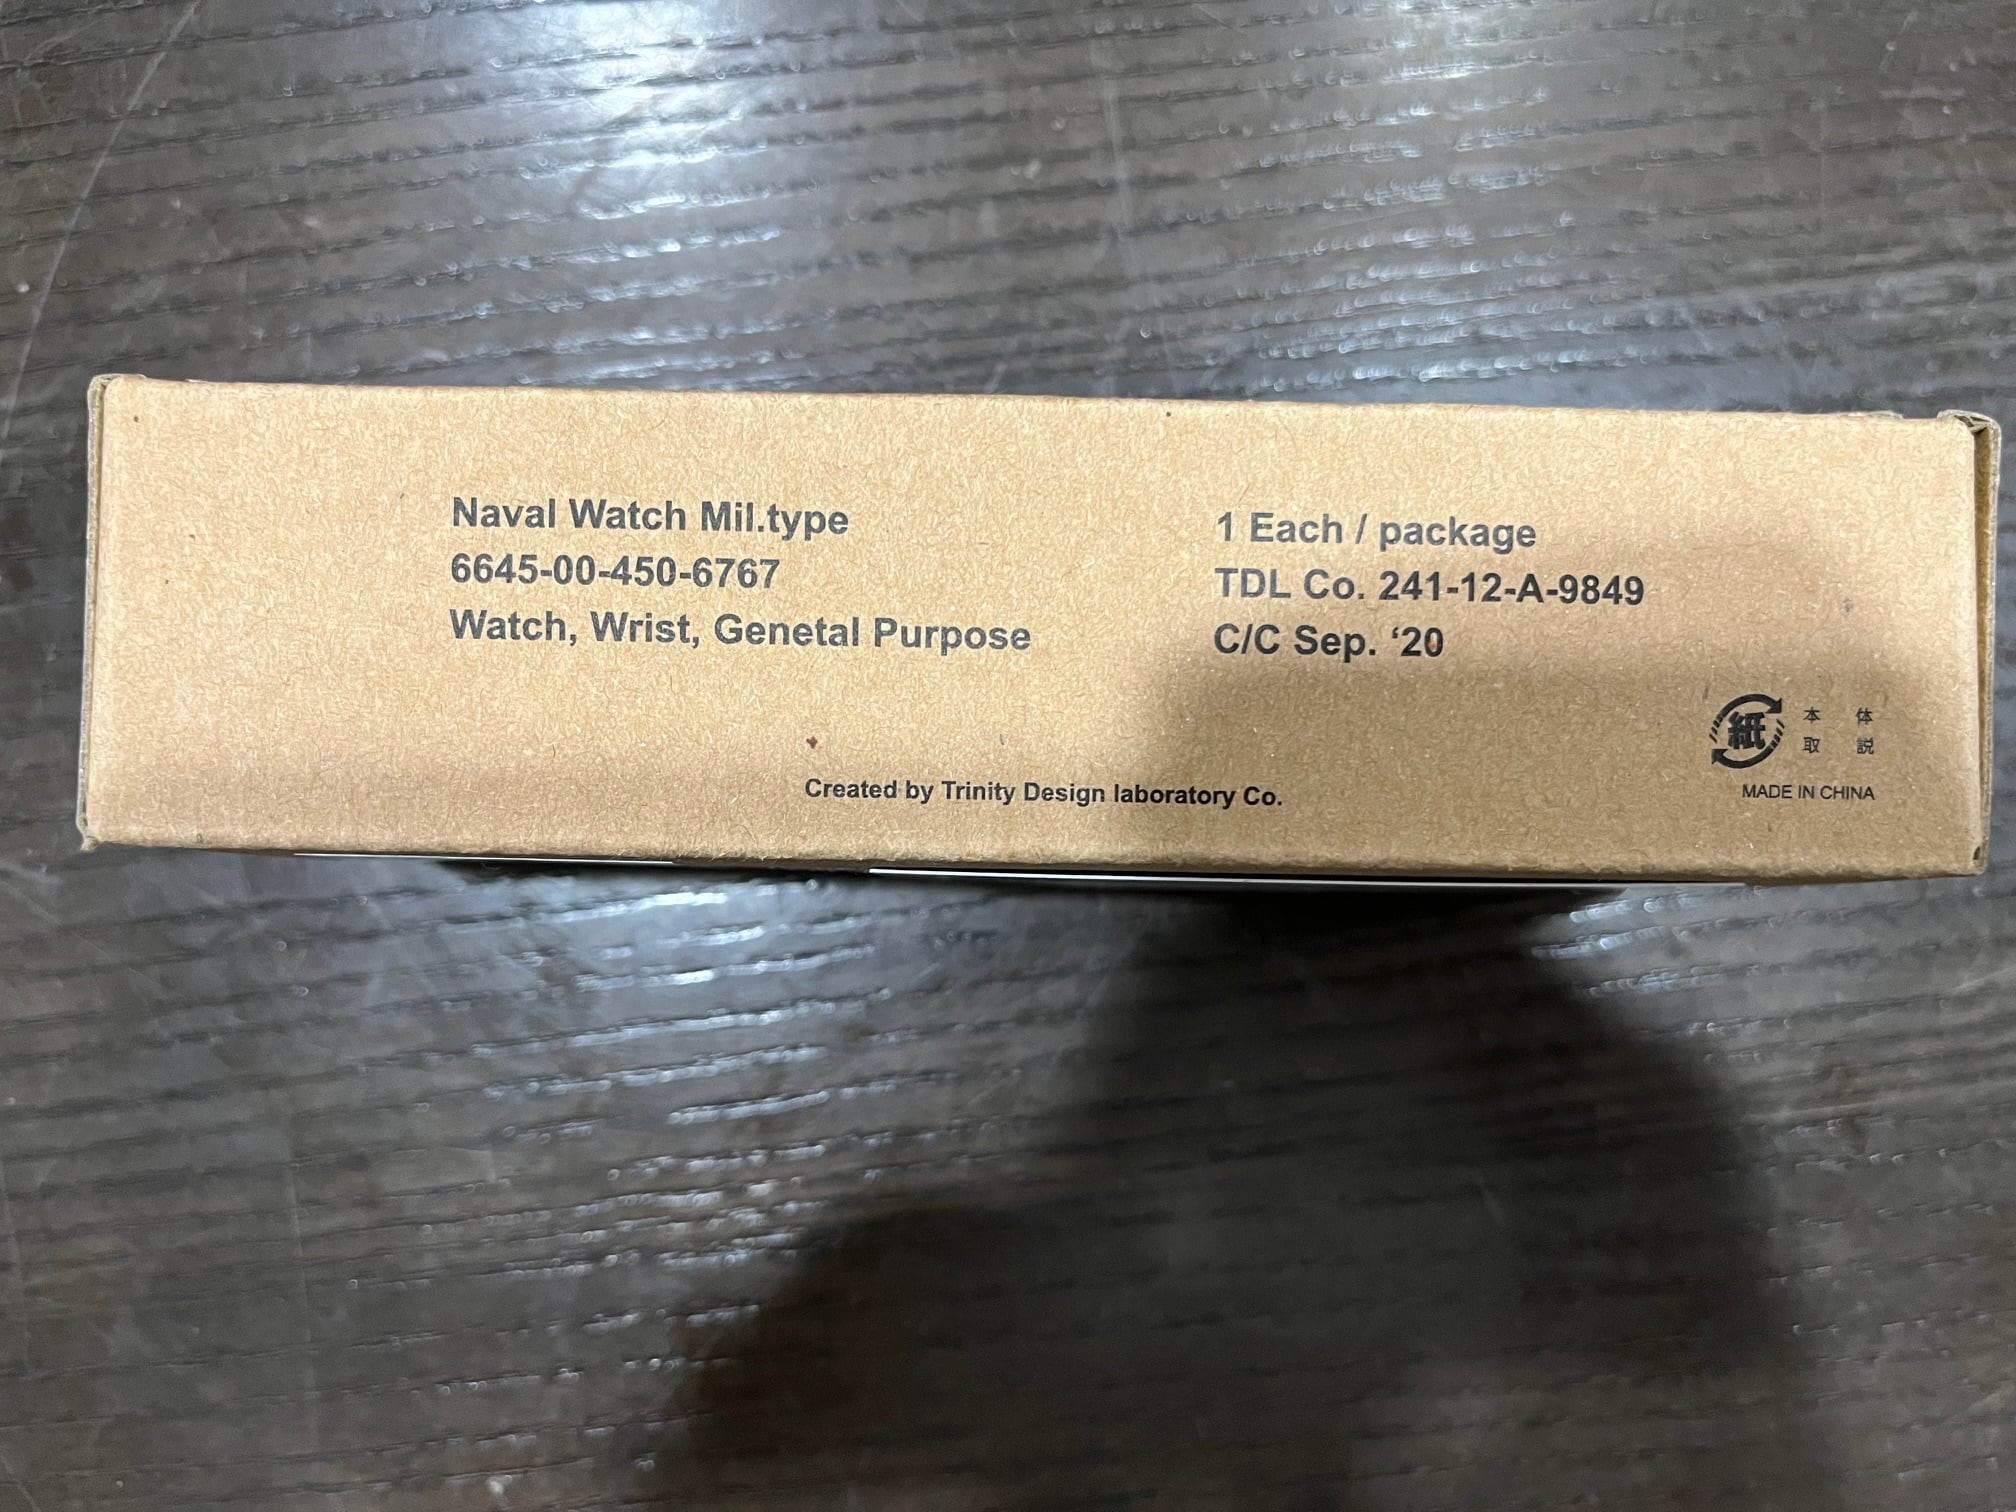 Naval Watch Mil.type
6645-00-450-6767
Watch, Wrist, Genetal Purpose
1 Each / package
TDL Co. 241-12-A-9849
C/C Sep. ‘20
紙
本 体
取 説
Created by Trinity Design laboratory Co.
MADE IN CHINA